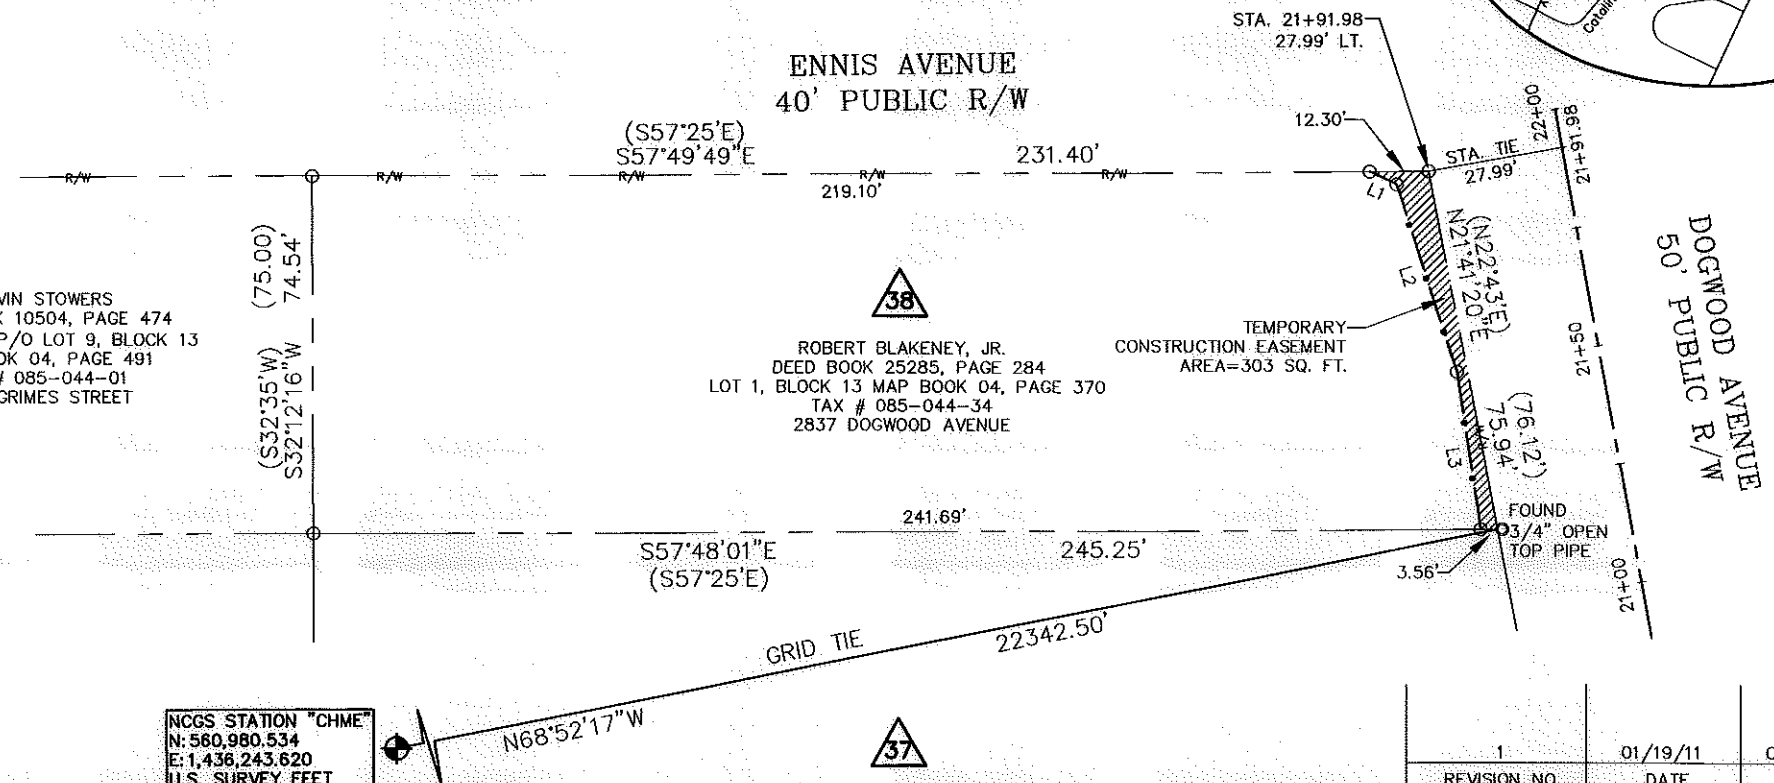 STA. 21+91.98
27.99' LT.
ENNIS AVENUE
40' PUBLIC R/W
(S57°25'E)
S57°49'49"E
231.40'
219.10'
R/W
R/W
R/W
R/W
R/W
12.30'
STA. TIE
27.99'
22+00
21+91.98
L1
L2
L3
(N22°43'E)
N21°41'20"E
(76.12')
75.94'
DOGWOOD AVENUE
50' PUBLIC R/W
21+50
21+00
(75.00)
74.54'
(S32°35'W)
S32°12'16"W
VIN STOWERS
10504, PAGE 474
P/O LOT 9, BLOCK 13
OK 04, PAGE 491
# 085-044-01
GRIMES STREET
38
ROBERT BLAKENEY, JR.
DEED BOOK 25285, PAGE 284
LOT 1, BLOCK 13 MAP BOOK 04, PAGE 370
TAX # 085-044-34
2837 DOGWOOD AVENUE
TEMPORARY
CONSTRUCTION EASEMENT
AREA=303 SQ. FT.
241.69'
S57°48'01"E
(S57°25'E)
245.25'
FOUND
3/4" OPEN
TOP PIPE
3.56'
GRID TIE
22342.50'
N68°52'17"W
NCGS STATION "CHME"
N: 560,980.534
E: 1,436,243.620
U.S. SURVEY FEET
37
1
01/19/11
REVISION NO.
DATE